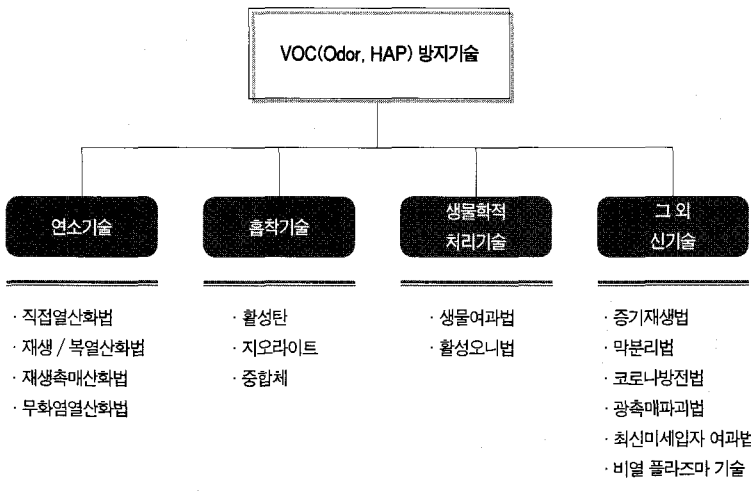 VOC(Odor, HAP) 방지기술
연소기술
· 직접열산화법
· 재생 / 복열산화법
· 재생촉매산화법
· 무화염열산화법
흡착기술
· 활성탄
· 지오라이트
· 중합체
생물학적
처리기술
· 생물여과법
· 활성오니법
그 외
신기술
· 증기재생법
· 막분리법
· 코로나방전법
· 광촉매파괴법
· 최신미세입자 여과법
· 비열 플라즈마 기술